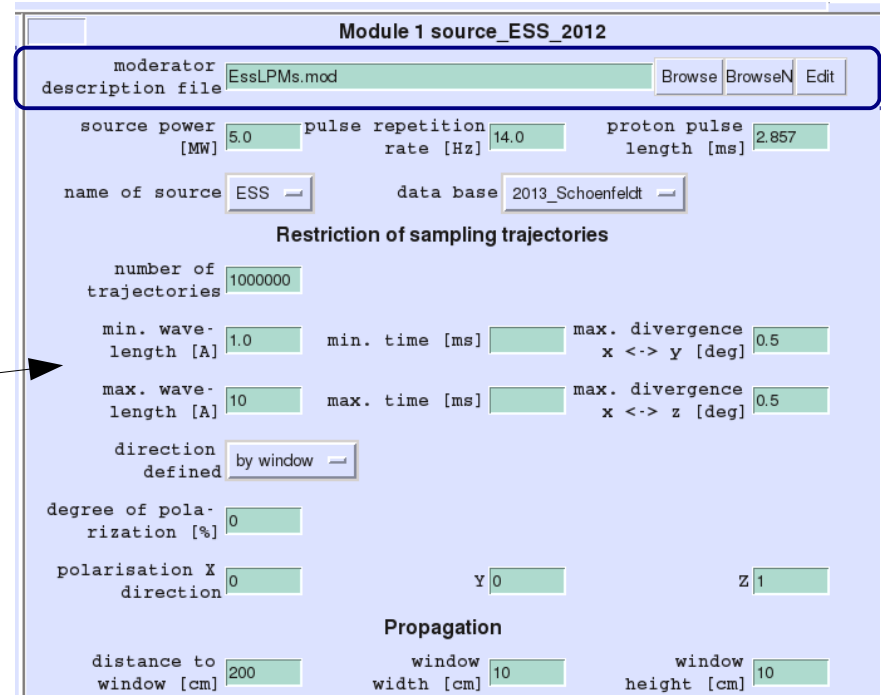 Module 1 source_ESS_2012
moderator
description file EssLPMs.mod Browse BrowseN Edit
source power [MW] 5.0 pulse repetition rate [Hz] 14.0 proton pulse length [ms] 2.857
name of source ESS data base 2013_Schoenfeldt
Restriction of sampling trajectories
number of
trajectories 1000000
min. wave-
length [A] 1.0 min. time [ms] max. divergence
x <-> y [deg] 0.5
max. wave-
length [A] 10 max. time [ms] max. divergence
x <-> z [deg] 0.5
direction
defined by window
degree of pola-
rization [%] 0
polarisation X
direction 0 Y 0 Z 1
Propagation
distance to
window [cm] 200 window
width [cm] 10 window
height [cm] 10